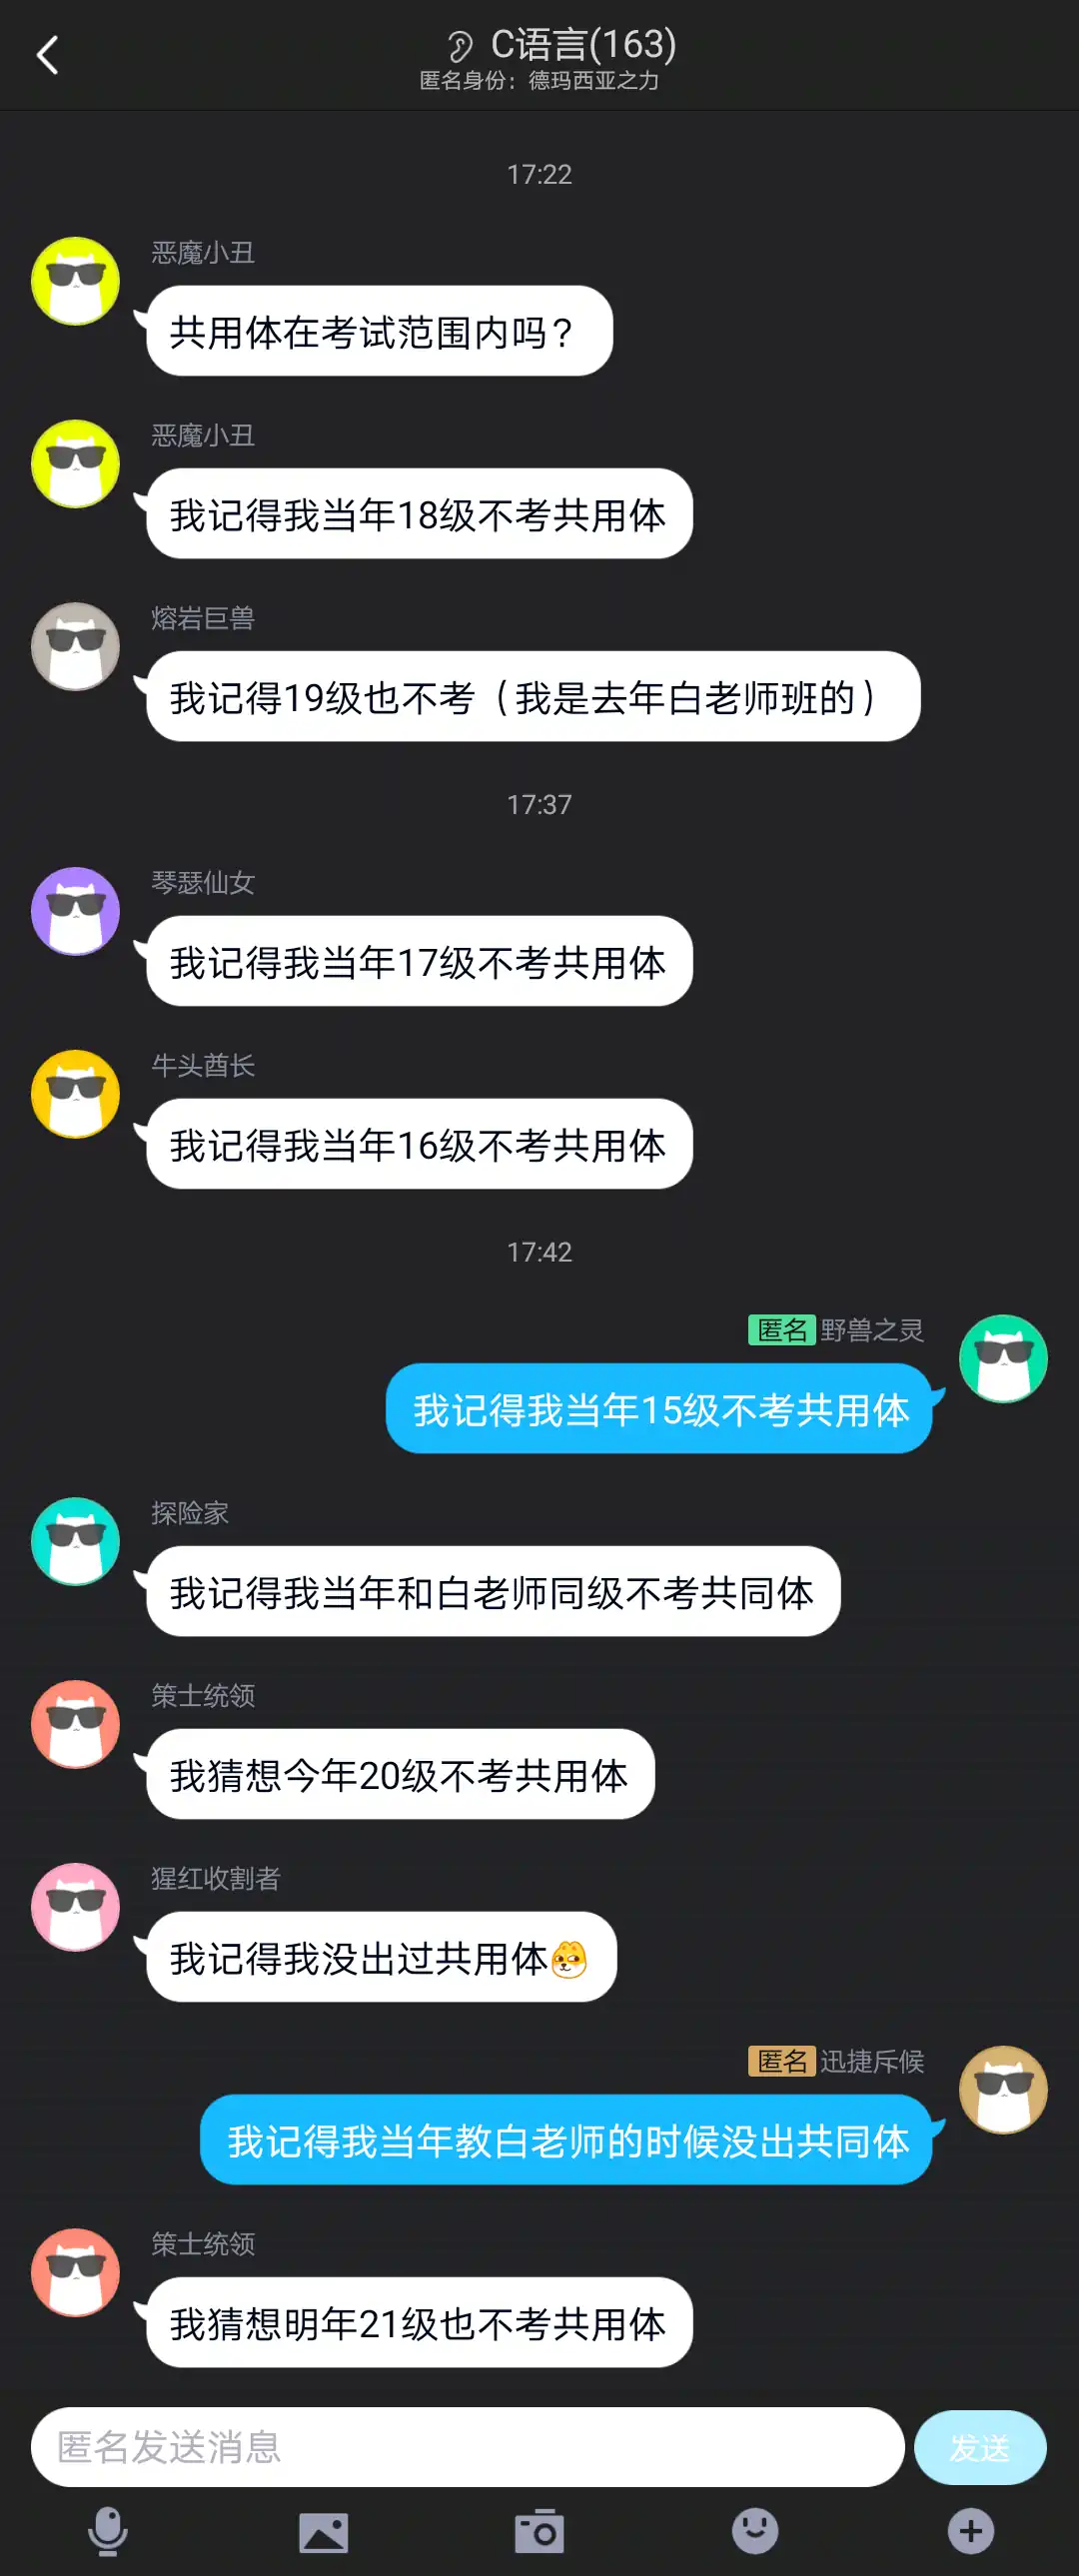 C语言(163)
匿名身份：德玛西亚之力
17:22
恶魔小丑
共用体在考试范围内吗？
恶魔小丑
我记得我当年18级不考共用体
熔岩巨兽
我记得19级也不考（我是去年白老师班的）
17:37
琴瑟仙女
我记得我当年17级不考共用体
牛头酋长
我记得我当年16级不考共用体
17:42
匿名 野兽之灵
我记得我当年15级不考共用体
探险家
我记得我当年和白老师同级不考共同体
策士统领
我猜想今年20级不考共用体
猩红收割者
我记得我没出过共用体
匿名 迅捷斥候
我记得我当年教白老师的时候没出共同体
策士统领
我猜想明年21级也不考共用体
匿名发送消息
发送